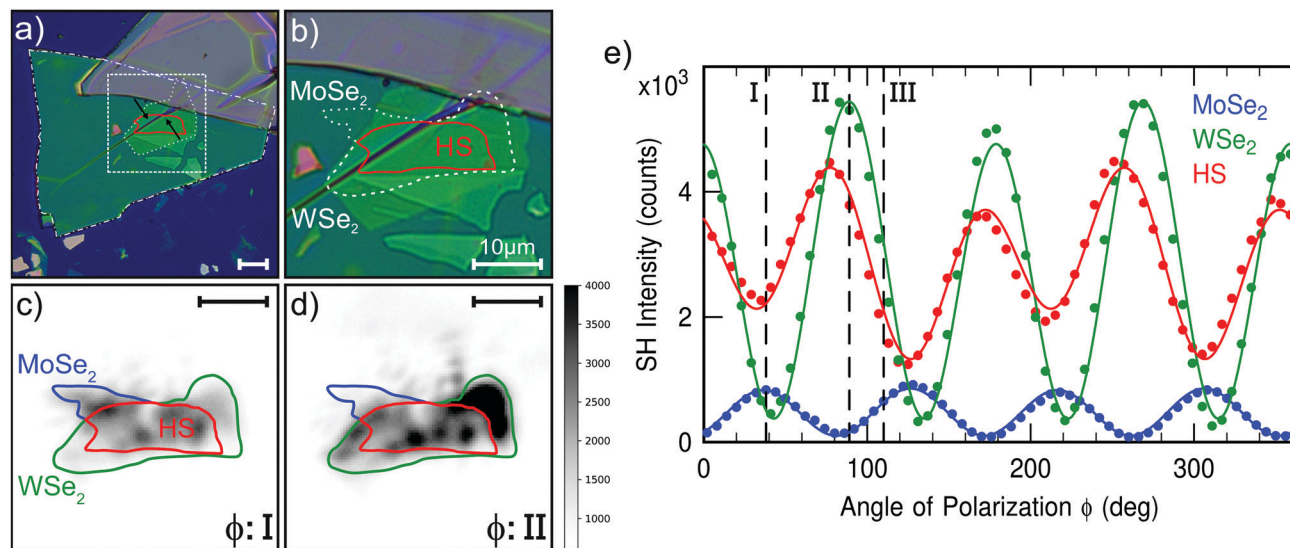 a)
b)
MoSe₂
HS
WSe₂
10μm
c)
d)
MoSe₂
HS
WSe₂
ϕ: I
ϕ: II
4000
3500
3000
2500
2000
1500
1000
e)
×10³
I
II
III
MoSe₂
WSe₂
HS
4
2
0
SH Intensity (counts)
0
100
200
300
Angle of Polarization ϕ (deg)